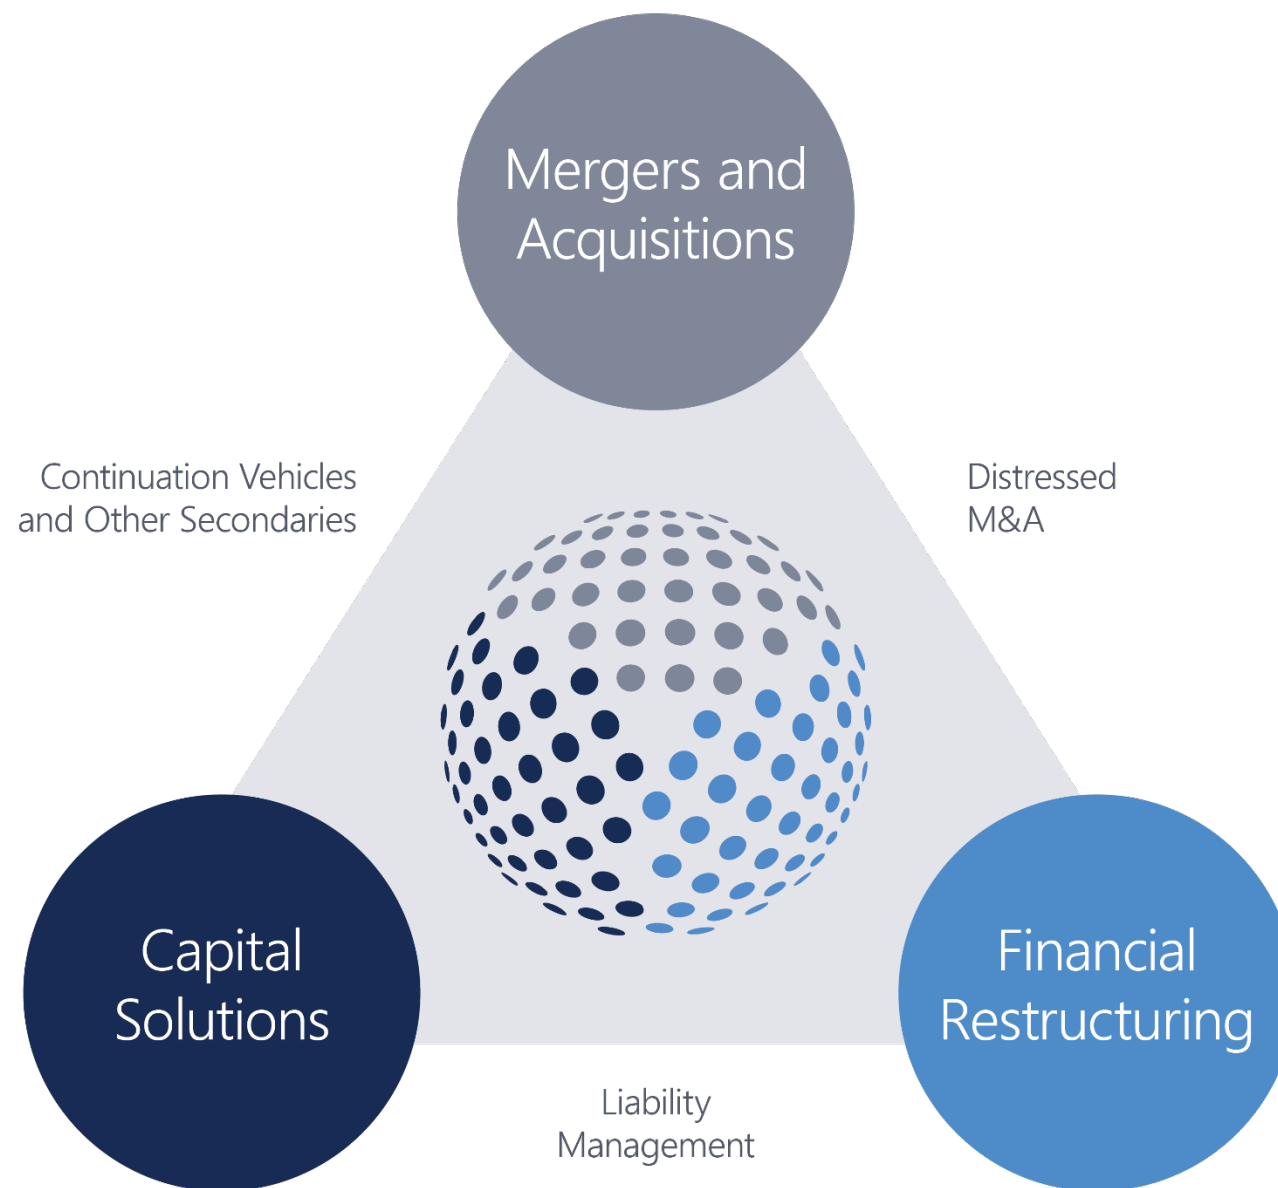 Mergers and
Acquisitions
Continuation Vehicles
and Other Secondaries
Distressed
M&A
Capital
Solutions
Financial
Restructuring
Liability
Management